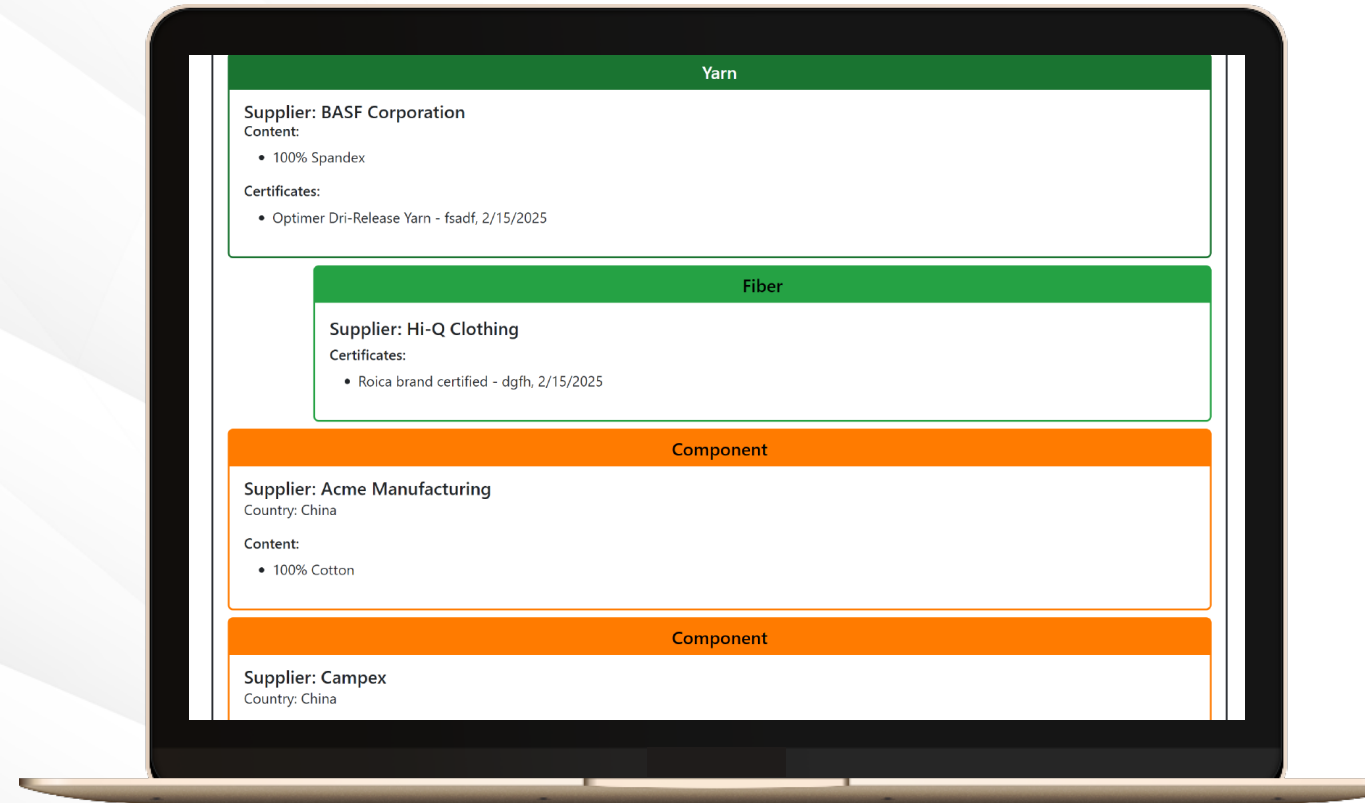 Yarn
Supplier: BASF Corporation
Content:
• 100% Spandex
Certificates:
• Optimer Dri-Release Yarn - fsadf, 2/15/2025
Fiber
Supplier: Hi-Q Clothing
Certificates:
• Roica brand certified - dgfh, 2/15/2025
Component
Supplier: Acme Manufacturing
Country: China
Content:
• 100% Cotton
Component
Supplier: Campex
Country: China